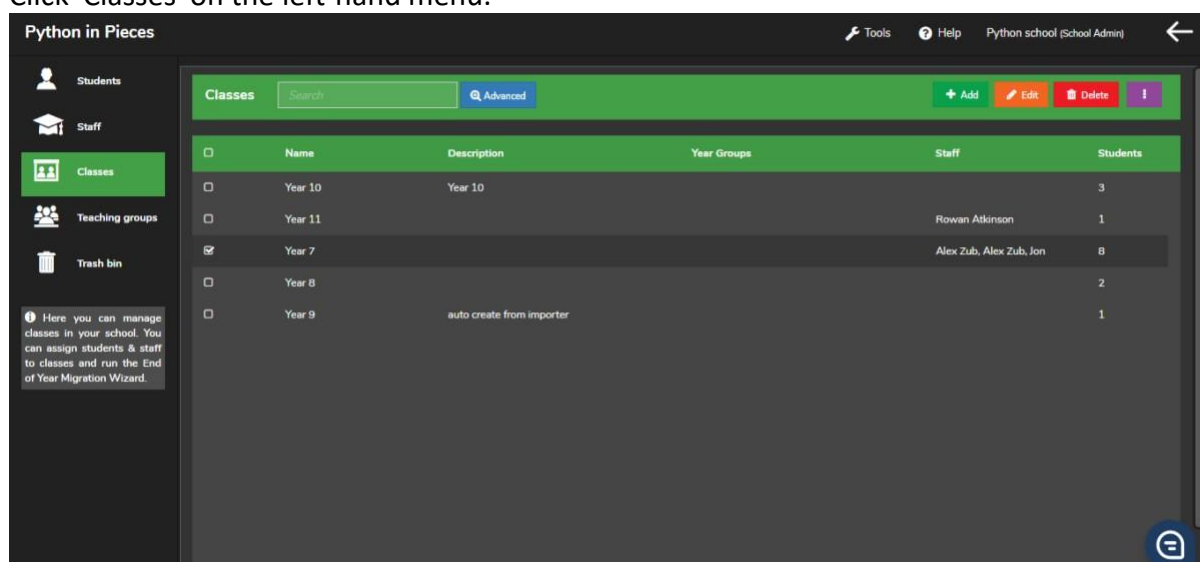 Click 'Classes' on the left-hand menu.
Python in Pieces
Tools
Help
Python school (School Admin)
Students
Staff
Classes
Teaching groups
Trash bin
Here you can manage
classes in your school. You
can assign students & staff
to classes and run the End
of Year Migration Wizard.
Classes
Search
Advanced
+ Add
Edit
Delete
Name Description Year Groups Staff Students
Year 10 Year 10 3
Year 11 Rowan Atkinson 1
Year 7 Alex Zub, Alex Zub, Jon 8
Year 8 2
Year 9 auto create from importer 1